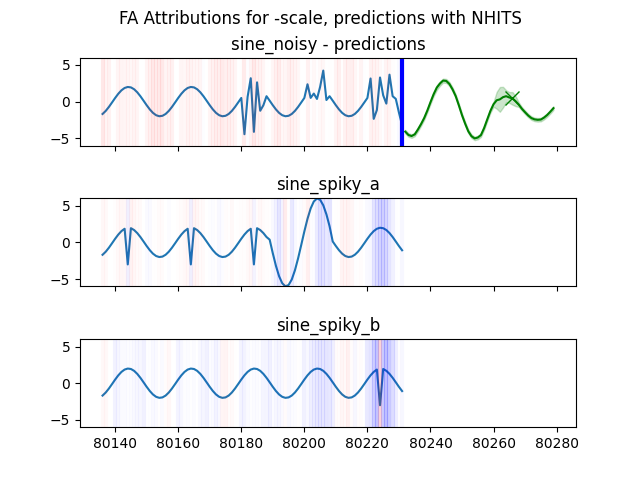 FA Attributions for -scale, predictions with NHITS
sine_noisy - predictions
5
0
−5
sine_spiky_a
5
0
−5
sine_spiky_b
5
0
−5
80140 80160 80180 80200 80220 80240 80260 80280